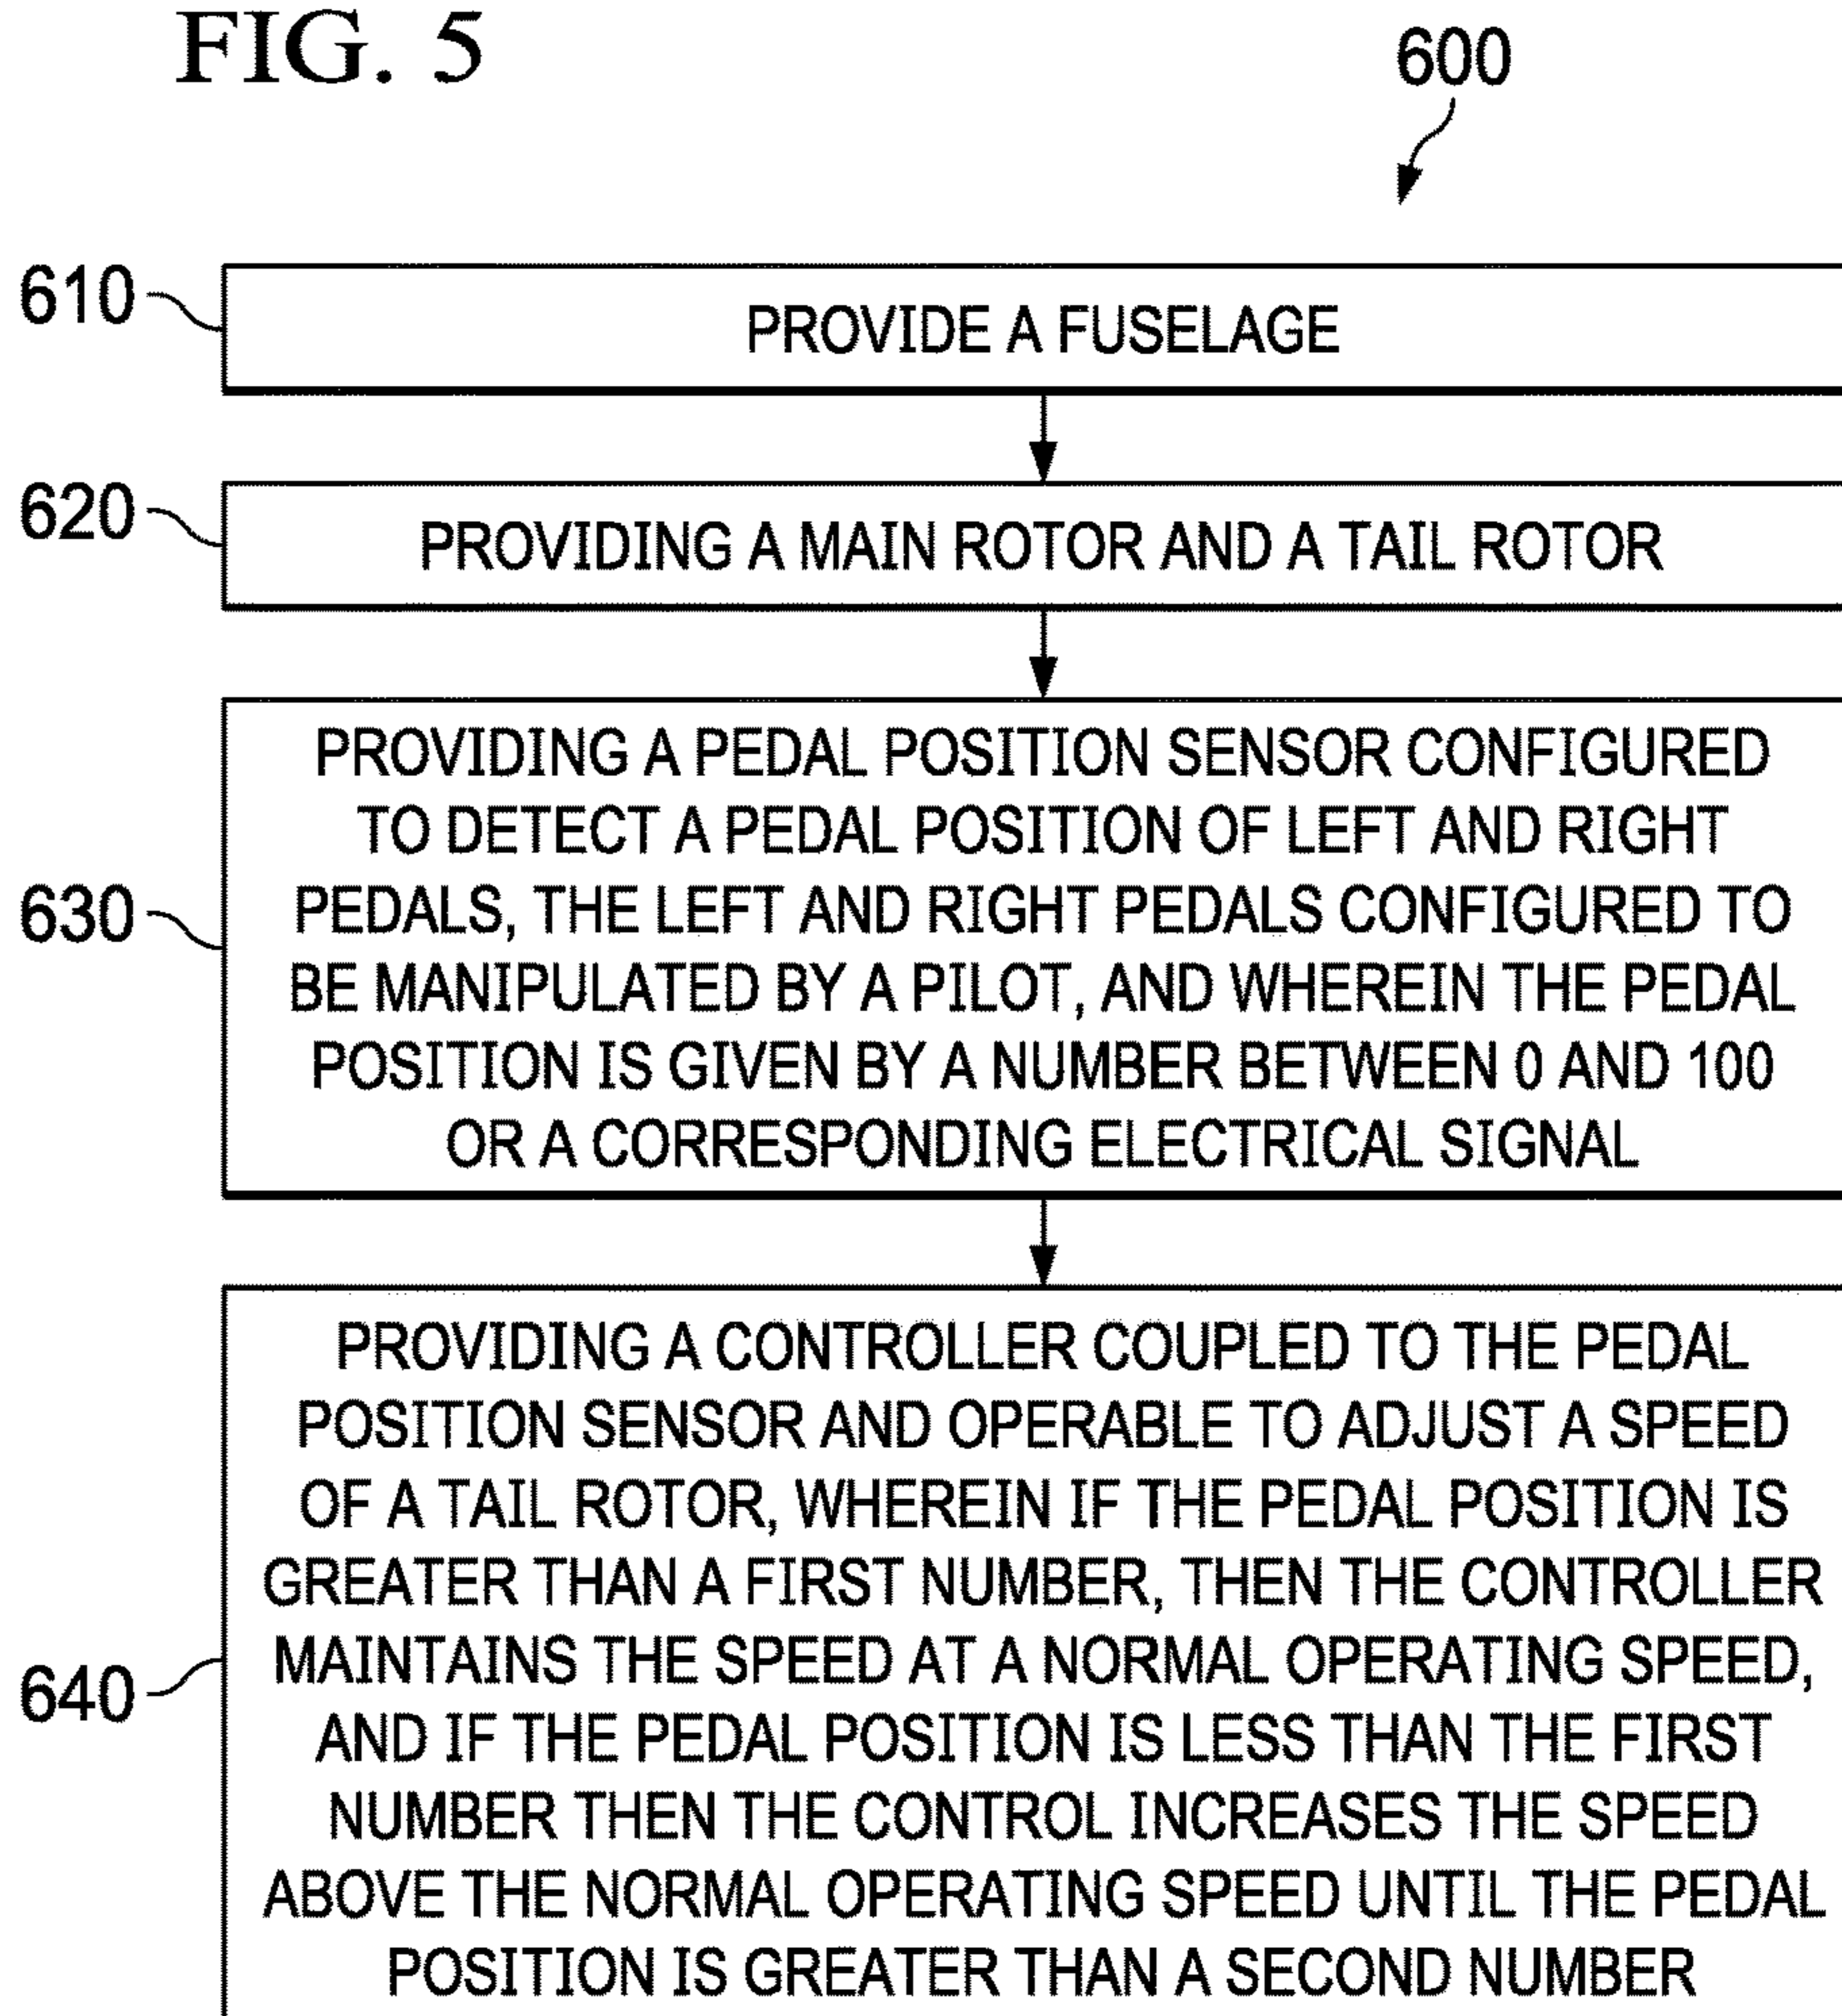 FIG. 5
600
610
PROVIDE A FUSELAGE
620
PROVIDING A MAIN ROTOR AND A TAIL ROTOR
630
PROVIDING A PEDAL POSITION SENSOR CONFIGURED
TO DETECT A PEDAL POSITION OF LEFT AND RIGHT
PEDALS, THE LEFT AND RIGHT PEDALS CONFIGURED TO
BE MANIPULATED BY A PILOT, AND WHEREIN THE PEDAL
POSITION IS GIVEN BY A NUMBER BETWEEN 0 AND 100
OR A CORRESPONDING ELECTRICAL SIGNAL
640
PROVIDING A CONTROLLER COUPLED TO THE PEDAL
POSITION SENSOR AND OPERABLE TO ADJUST A SPEED
OF A TAIL ROTOR, WHEREIN IF THE PEDAL POSITION IS
GREATER THAN A FIRST NUMBER, THEN THE CONTROLLER
MAINTAINS THE SPEED AT A NORMAL OPERATING SPEED,
AND IF THE PEDAL POSITION IS LESS THAN THE FIRST
NUMBER THEN THE CONTROL INCREASES THE SPEED
ABOVE THE NORMAL OPERATING SPEED UNTIL THE PEDAL
POSITION IS GREATER THAN A SECOND NUMBER